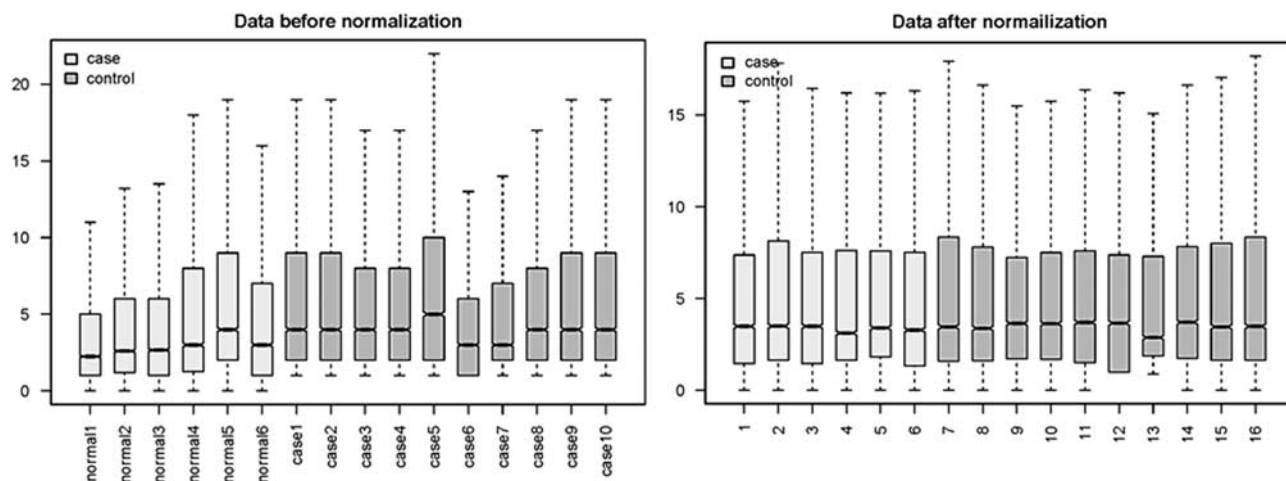 Data before normalization
case
control
20
15
10
5
0
normal1
normal2
normal3
normal4
normal5
normal6
case1
case2
case3
case4
case5
case6
case7
case8
case9
case10
Data after normailization
case
control
15
10
5
0
1
2
3
4
5
6
7
8
9
10
11
12
13
14
15
16